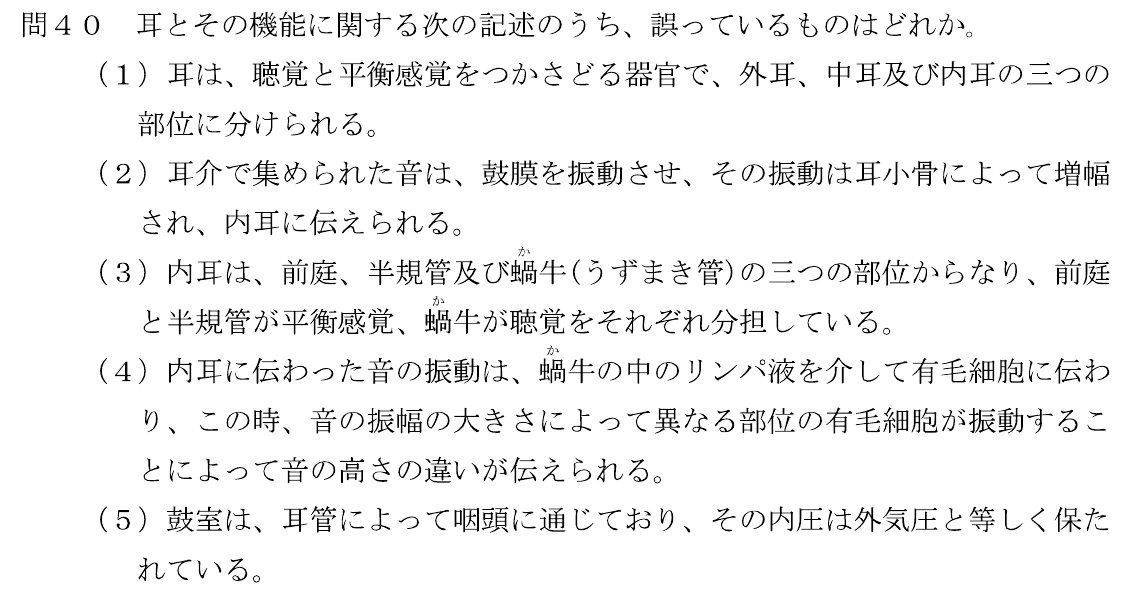 問40　耳とその機能に関する次の記述のうち、誤っているものはどれか。
(1)耳は、聴覚と平衡感覚をつかさどる器官で、外耳、中耳及び内耳の三つの
部位に分けられる。
(2)耳介で集められた音は、鼓膜を振動させ、その振動は耳小骨によって増幅
され、内耳に伝えられる。
か
(3)内耳は、前庭、半規管及び蝸牛(うずまき管)の三つの部位からなり、前庭
か
と半規管が平衡感覚、蝸牛が聴覚をそれぞれ分担している。
か
(4)内耳に伝わった音の振動は、蝸牛の中のリンパ液を介して有毛細胞に伝わ
り、この時、音の振幅の大きさによって異なる部位の有毛細胞が振動するこ
とによって音の高さの違いが伝えられる。
(5)鼓室は、耳管によって咽頭に通じており、その内圧は外気圧と等しく保た
れている。